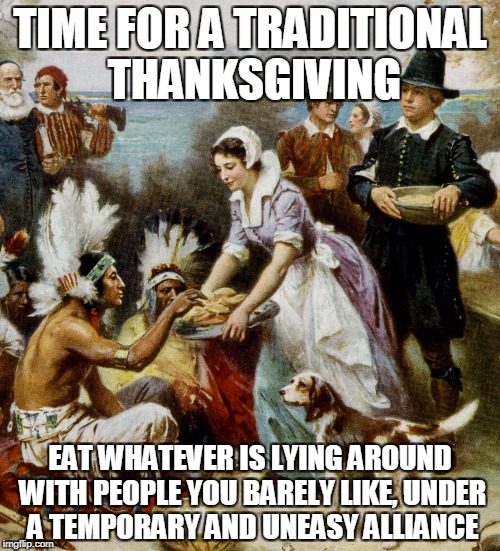 TIME FOR A TRADITIONAL
THANKSGIVING
EAT WHATEVER IS LYING AROUND
WITH PEOPLE YOU BARELY LIKE, UNDER
A TEMPORARY AND UNEASY ALLIANCE
imgflip.com